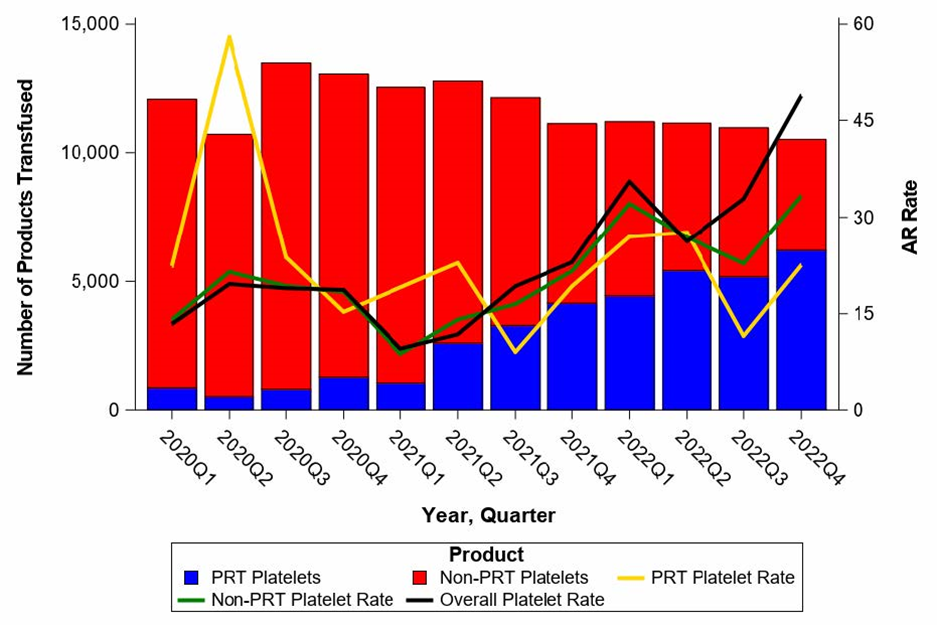 15,000
10,000
5,000
0
Number of Products Transfused
60
45
30
15
0
AR Rate
2020Q1
2020Q2
2020Q3
2020Q4
2021Q1
2021Q2
2021Q3
2021Q4
2022Q1
2022Q2
2022Q3
2022Q4
Year, Quarter
Product
PRT Platelets Non-PRT Platelets PRT Platelet Rate
Non-PRT Platelet Rate Overall Platelet Rate